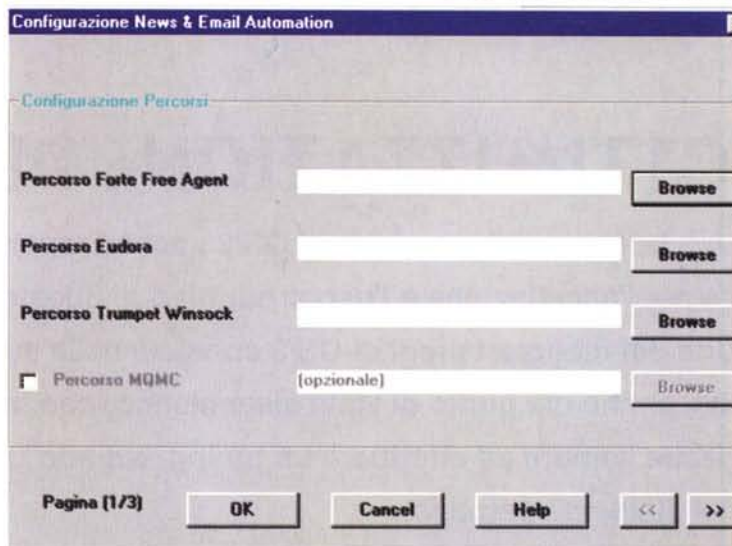 Configurazione News & Email Automation
Configurazione Percorsi
Percorso Forte Free Agent
Browse
Percorso Eudora
Browse
Percorso Trumpet Winsock
Browse
Percorso MQMC
(opzionale)
Browse
Pagina (1/3)
OK
Cancel
Help
<<
>>